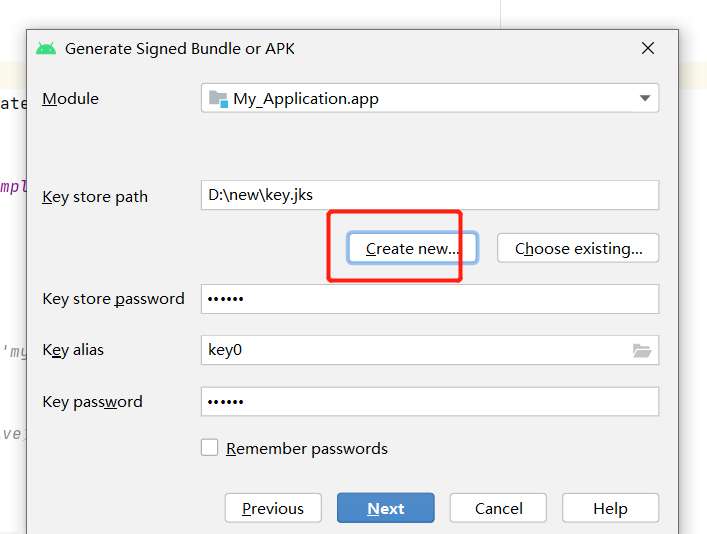 Generate Signed Bundle or APK
Module
My_Application.app
ate
mpl
Key store path
D:\new\key.jks
Create new...
Choose existing...
Key store password
••••••
'my
Key alias
key0
Key password
••••••
ve)
Remember passwords
Previous
Next
Cancel
Help